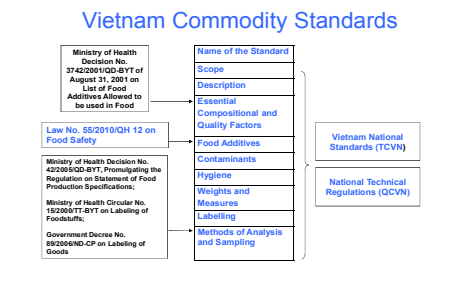 Vietnam Commodity Standards
Ministry of Health
Decision No.
3742/2001/QD-BYT of
August 31, 2001 on
List of Food
Additives Allowed to
be used in Food
Law No. 55/2010/QH 12 on
Food Safety
Ministry of Health Decision No.
42/2005/QD-BYT, Promulgating the
Regulation on Statement of Food
Production Specifications;
Ministry of Health Circular No.
15/2000/TT-BYT on Labeling of
Foodstuffs;
Government Decree No.
89/2006/ND-CP on Labeling of
Goods
Name of the Standard
Scope
Description
Essential
Compositional and
Quality Factors
Food Additives
Contaminants
Hygiene
Weights and
Measures
Labelling
Methods of Analysis
and Sampling
Vietnam National
Standards (TCVN)
National Technical
Regulations (QCVN)